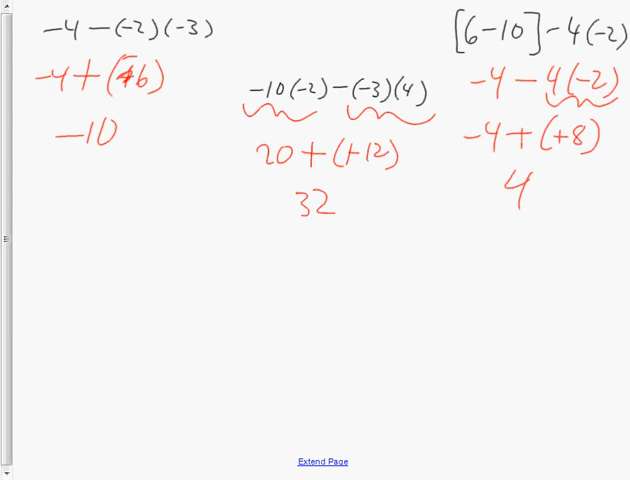 -4 - (-2)(-3)
-4 + (-6)
-10
-10(-2) - (-3)(4)
20 + (+12)
32
[6-10] - 4(-2)
-4 - 4(-2)
-4 + (+8)
4
Extend Page